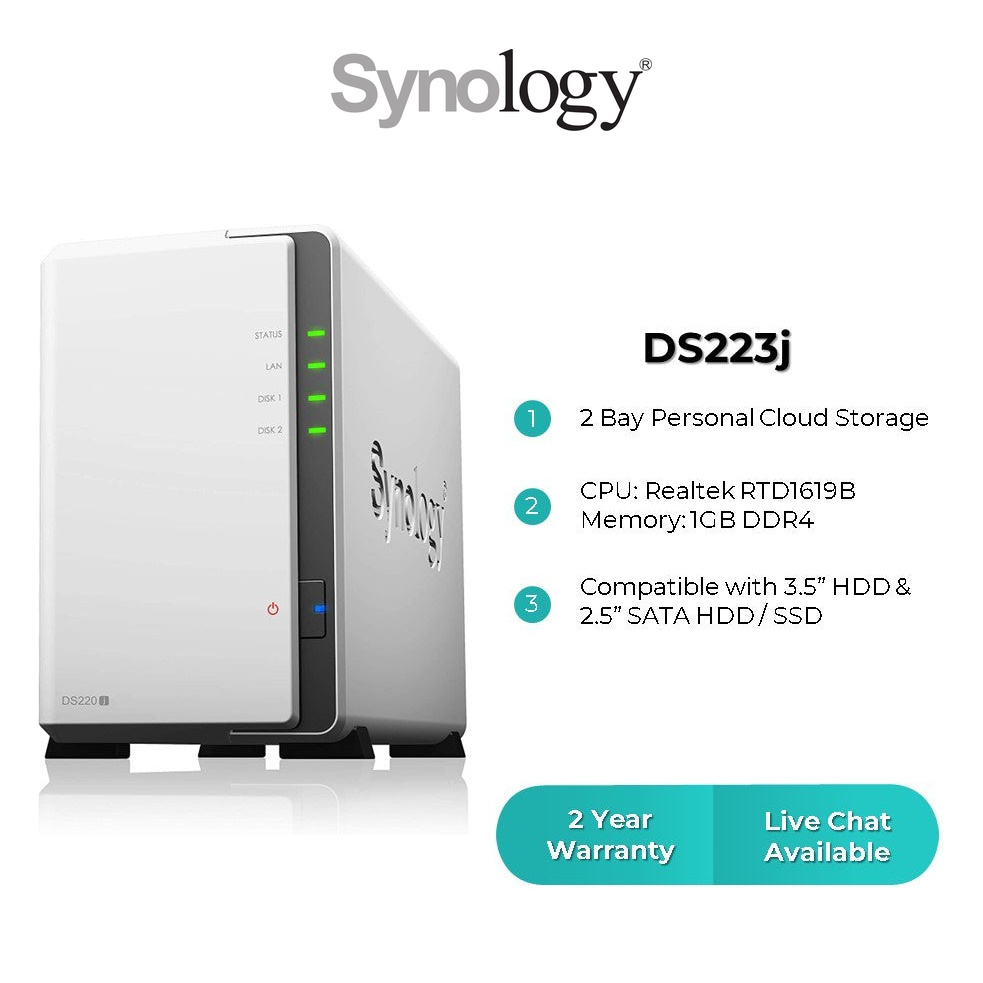 Synology®
STATUS
LAN
DISK 1
DISK 2
Synology®
DS220 j
DS223j
1 2 Bay Personal Cloud Storage
2 CPU: Realtek RTD1619B
Memory: 1GB DDR4
3 Compatible with 3.5” HDD &
2.5” SATA HDD / SSD
2 Year
Warranty
Live Chat
Available